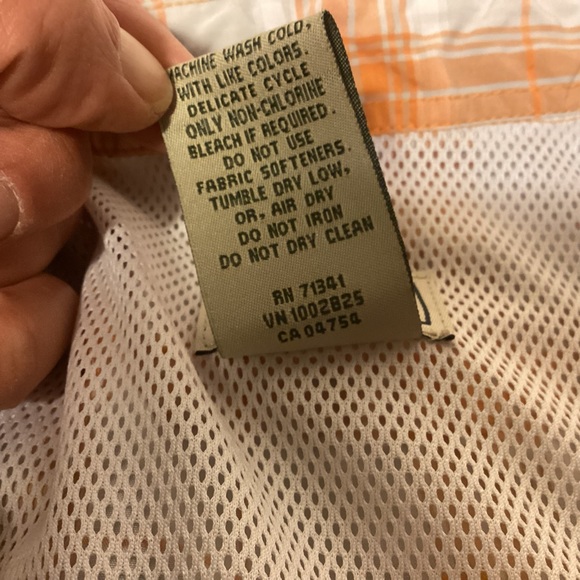 MACHINE WASH COLD,
WITH LIKE COLORS.
DELICATE CYCLE
ONLY NON-CHLORINE
BLEACH IF REQUIRED.
DO NOT USE
FABRIC SOFTENERS.
TUMBLE DRY LOW,
OR, AIR DRY
DO NOT IRON
DO NOT DRY CLEAN
RN 71341
VN 1002825
CA 04754